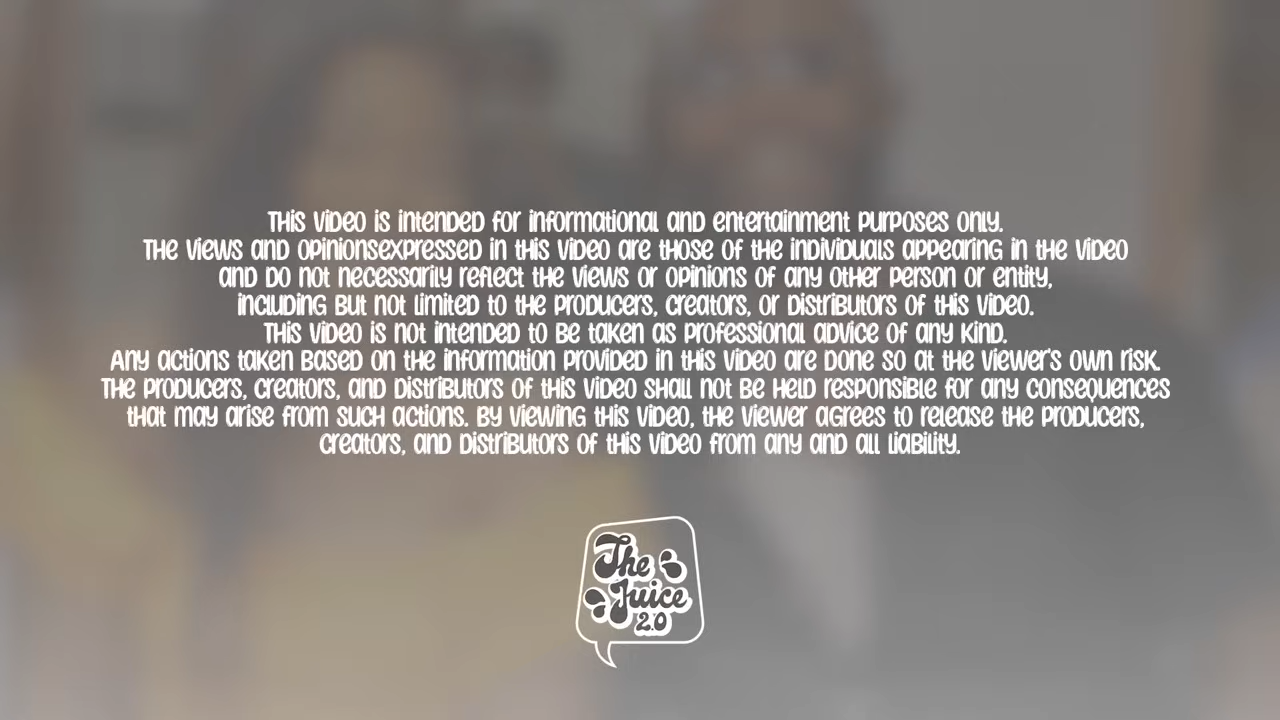 This video is intended for informational and entertainment purposes only.
The views and opinionsexpressed in this video are those of the individuals appearing in the video
and do not necessarily reflect the views or opinions of any other person or entity,
including but not limited to the producers, creators, or distributors of this video.
This video is not intended to be taken as professional advice of any kind.
Any actions taken based on the information provided in this video are done so at the viewer's own risk.
The producers, creators, and distributors of this video shall not be held responsible for any consequences
that may arise from such actions. By viewing this video, the viewer agrees to release the producers,
creators, and distributors of this video from any and all liability.
The
Juice
2.0